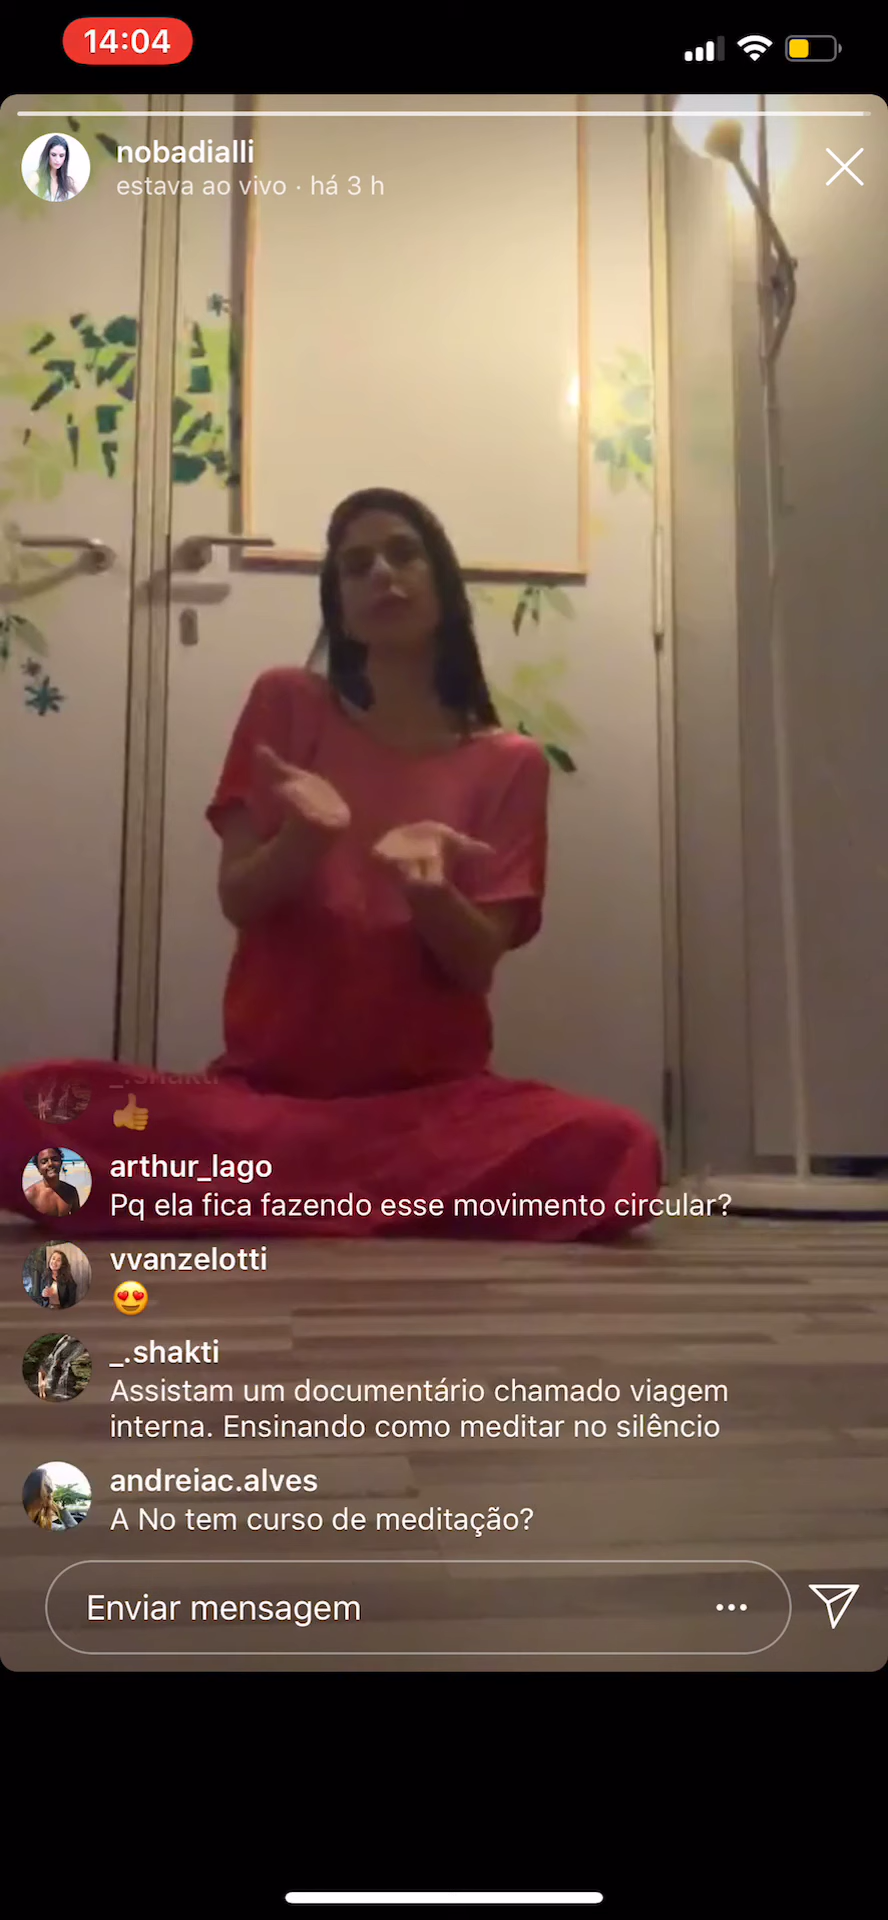 14:04
nobadialli
estava ao vivo · há 3 h
_.shakti
👍
arthur_lago
Pq ela fica fazendo esse movimento circular?
vvanzelotti
😍
_.shakti
Assistam um documentário chamado viagem
interna. Ensinando como meditar no silêncio
andreiac.alves
A No tem curso de meditação?
Enviar mensagem